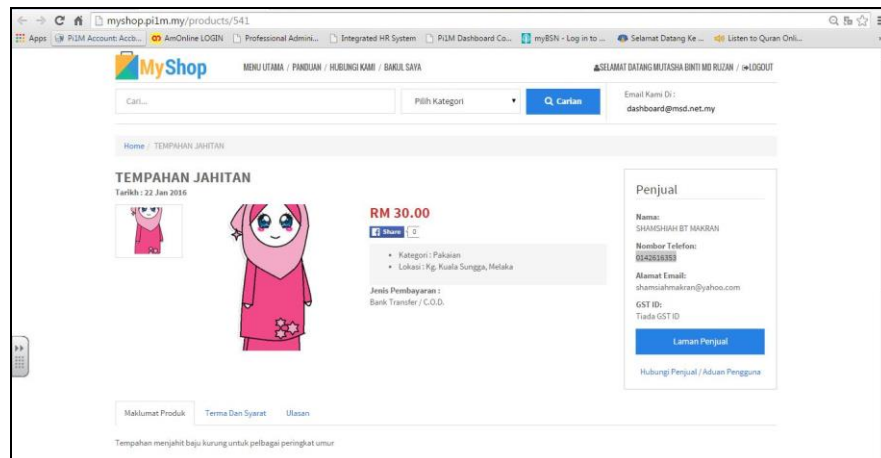 myshop.pi1m.my/products/541
Apps Pi1M Account: Accb... AmOnline LOGIN Professional Admini... Integrated HR System Pi1M Dashboard Co... myBSN - Log in to ... Selamat Datang Ke ... Listen to Quran Onli...
MyShop MENU UTAMA / PANDUAN / HUBUNGI KAMI / BAKUL SAYA SELAMAT DATANG MUTASHA BINTI MD RUZAN / LOGOUT
Cari... Pilih Kategori Carian
Email Kami Di :
dashboard@msd.net.my
Home / TEMPAHAN JAHITAN
TEMPAHAN JAHITAN
Tarikh : 22 Jan 2016
RM 30.00
Share 0
Kategori : Pakaian
Lokasi : Kg. Kuala Sungga, Melaka
Jenis Pembayaran :
Bank Transfer / C.O.D.
Penjual
Nama:
SHAMSHIAH BT MAKRAN
Nombor Telefon:
0142616353
Alamat Email:
shamsiahmakran@yahoo.com
GST ID:
Tiada GST ID
Laman Penjual
Hubungi Penjual / Aduan Pengguna
Maklumat Produk Terma Dan Syarat Ulasan
Tempahan menjahit baju kurung untuk pelbagai peringkat umur